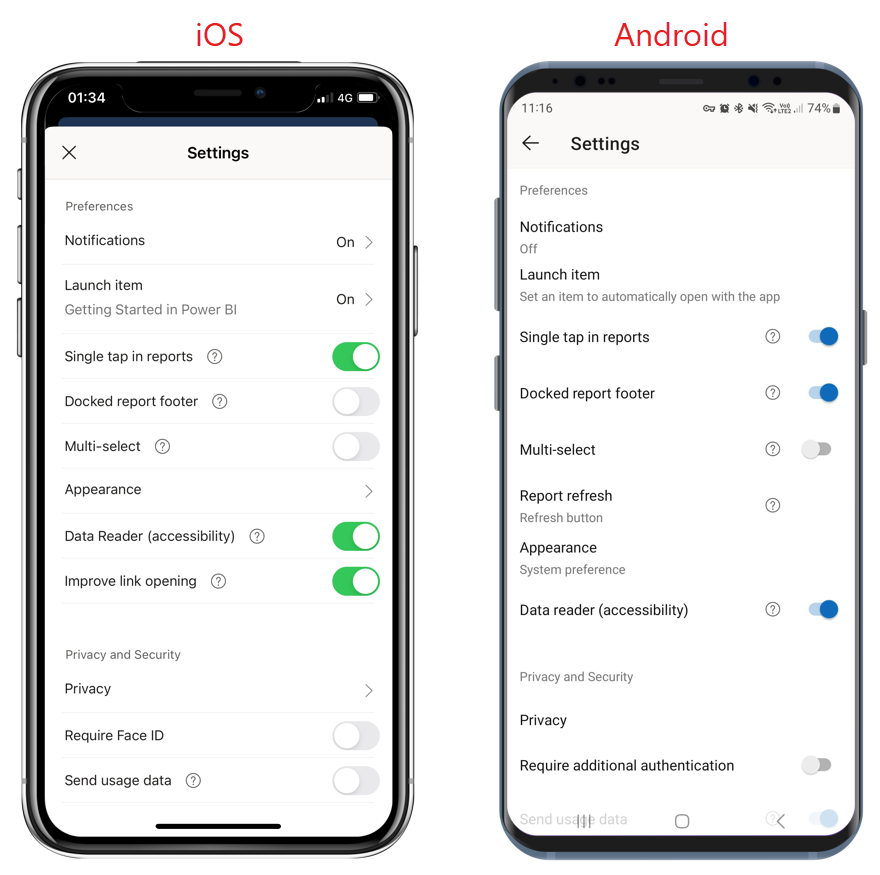 iOS
01:34
4G
Settings
Preferences
Notifications
On
Launch item
Getting Started in Power BI
On
Single tap in reports ?
Docked report footer ?
Multi-select ?
Appearance
Data Reader (accessibility) ?
Improve link opening ?
Privacy and Security
Privacy
Require Face ID
Send usage data ?
Android
11:16
LTE2
74%
Settings
Preferences
Notifications
Off
Launch item
Set an item to automatically open with the app
Single tap in reports ?
Docked report footer ?
Multi-select ?
Report refresh
Refresh button
?
Appearance
System preference
Data reader (accessibility) ?
Privacy and Security
Privacy
Require additional authentication
Send usage data ?